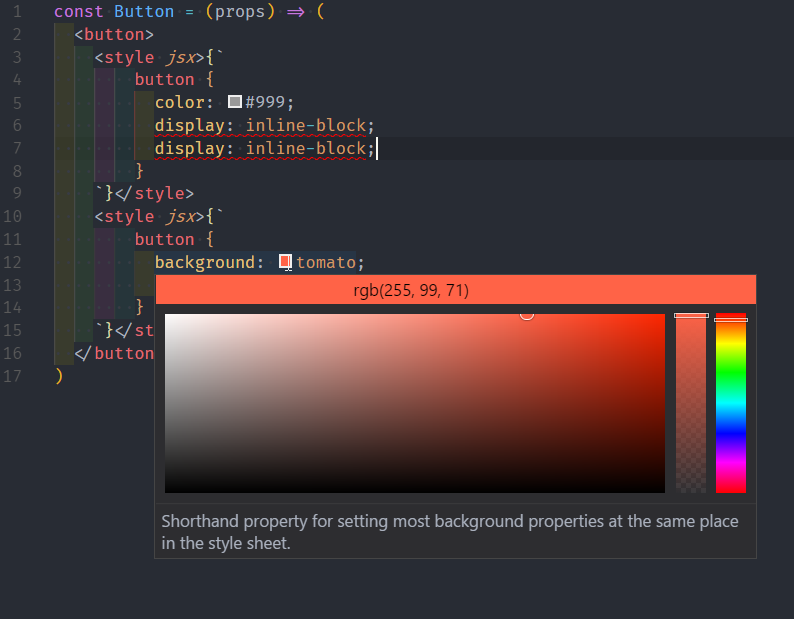 1 const Button = (props) => (
2 <button>
3 <style jsx>{`
4 button {
5 color: #999;
6 display: inline-block;
7 display: inline-block;
8 }
9 `}</style>
10 <style jsx>{`
11 button {
12 background: tomato;
13
rgb(255, 99, 71)
14 }
15 `}</st
16 </button
17 )
Shorthand property for setting most background properties at the same place
in the style sheet.